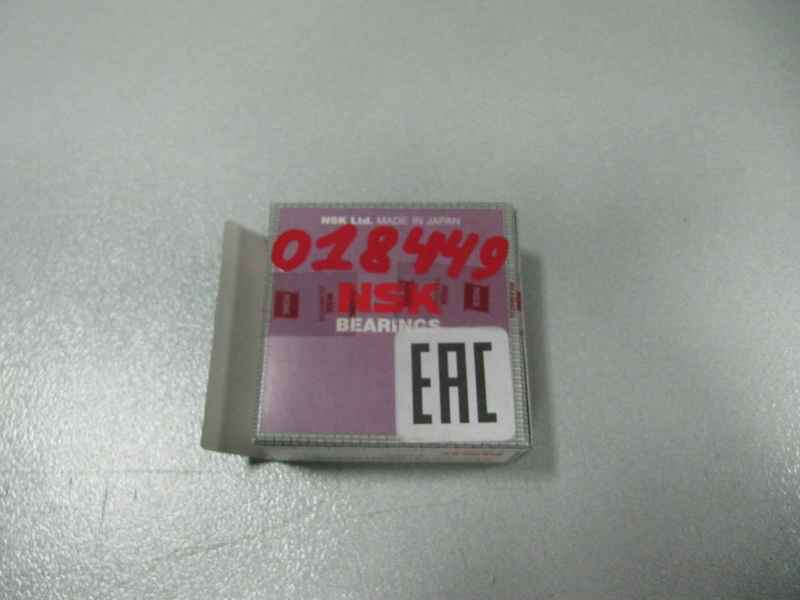 NSK Ltd. MADE IN JAPAN
018449
NSK
BEARINGS
EAC